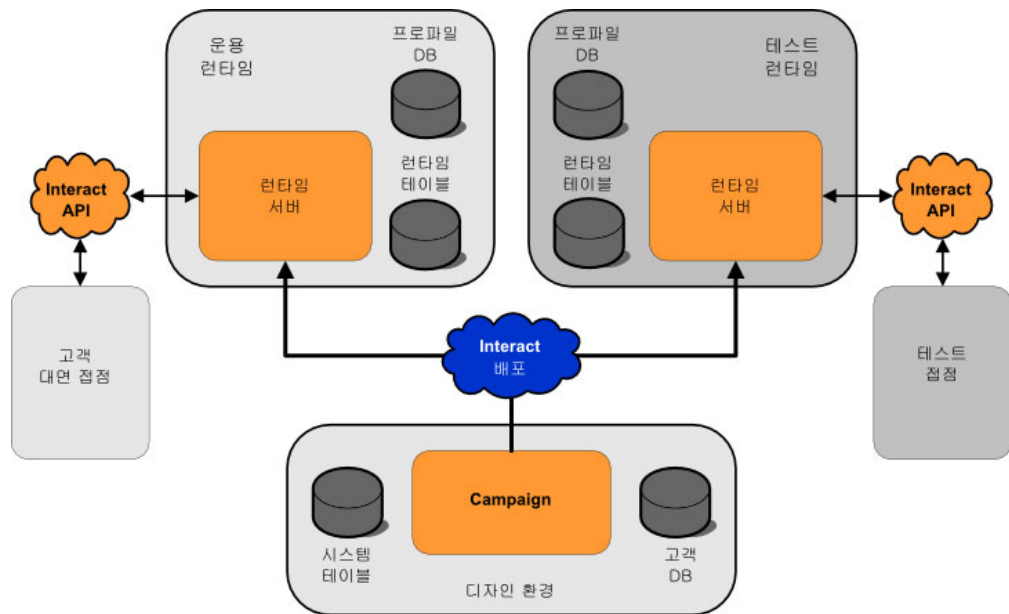 운용
런타임
프로파일
DB
런타임
서버
런타임
테이블
Interact
API
고객
대면 접점
프로파일
DB
테스트
런타임
런타임
테이블
런타임
서버
Interact
API
테스트
접점
Interact
배포
Campaign
시스템
테이블
고객
DB
디자인 환경